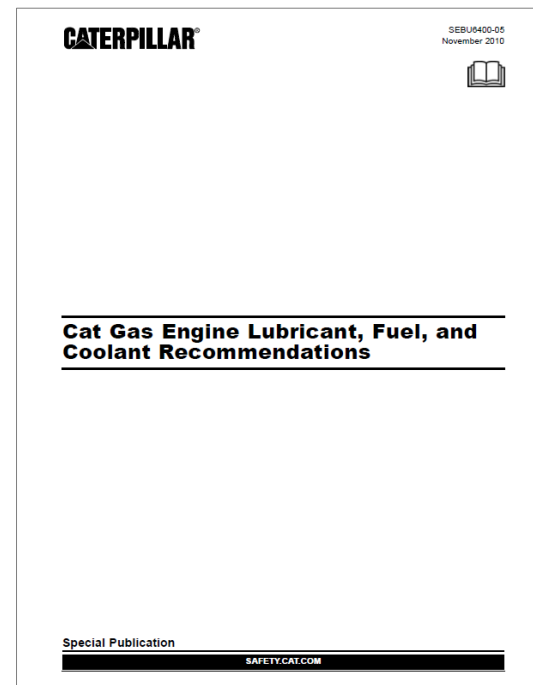 CATERPILLAR®
SEBU6400-05
November 2010
Cat Gas Engine Lubricant, Fuel, and
Coolant Recommendations
Special Publication
SAFETY.CAT.COM